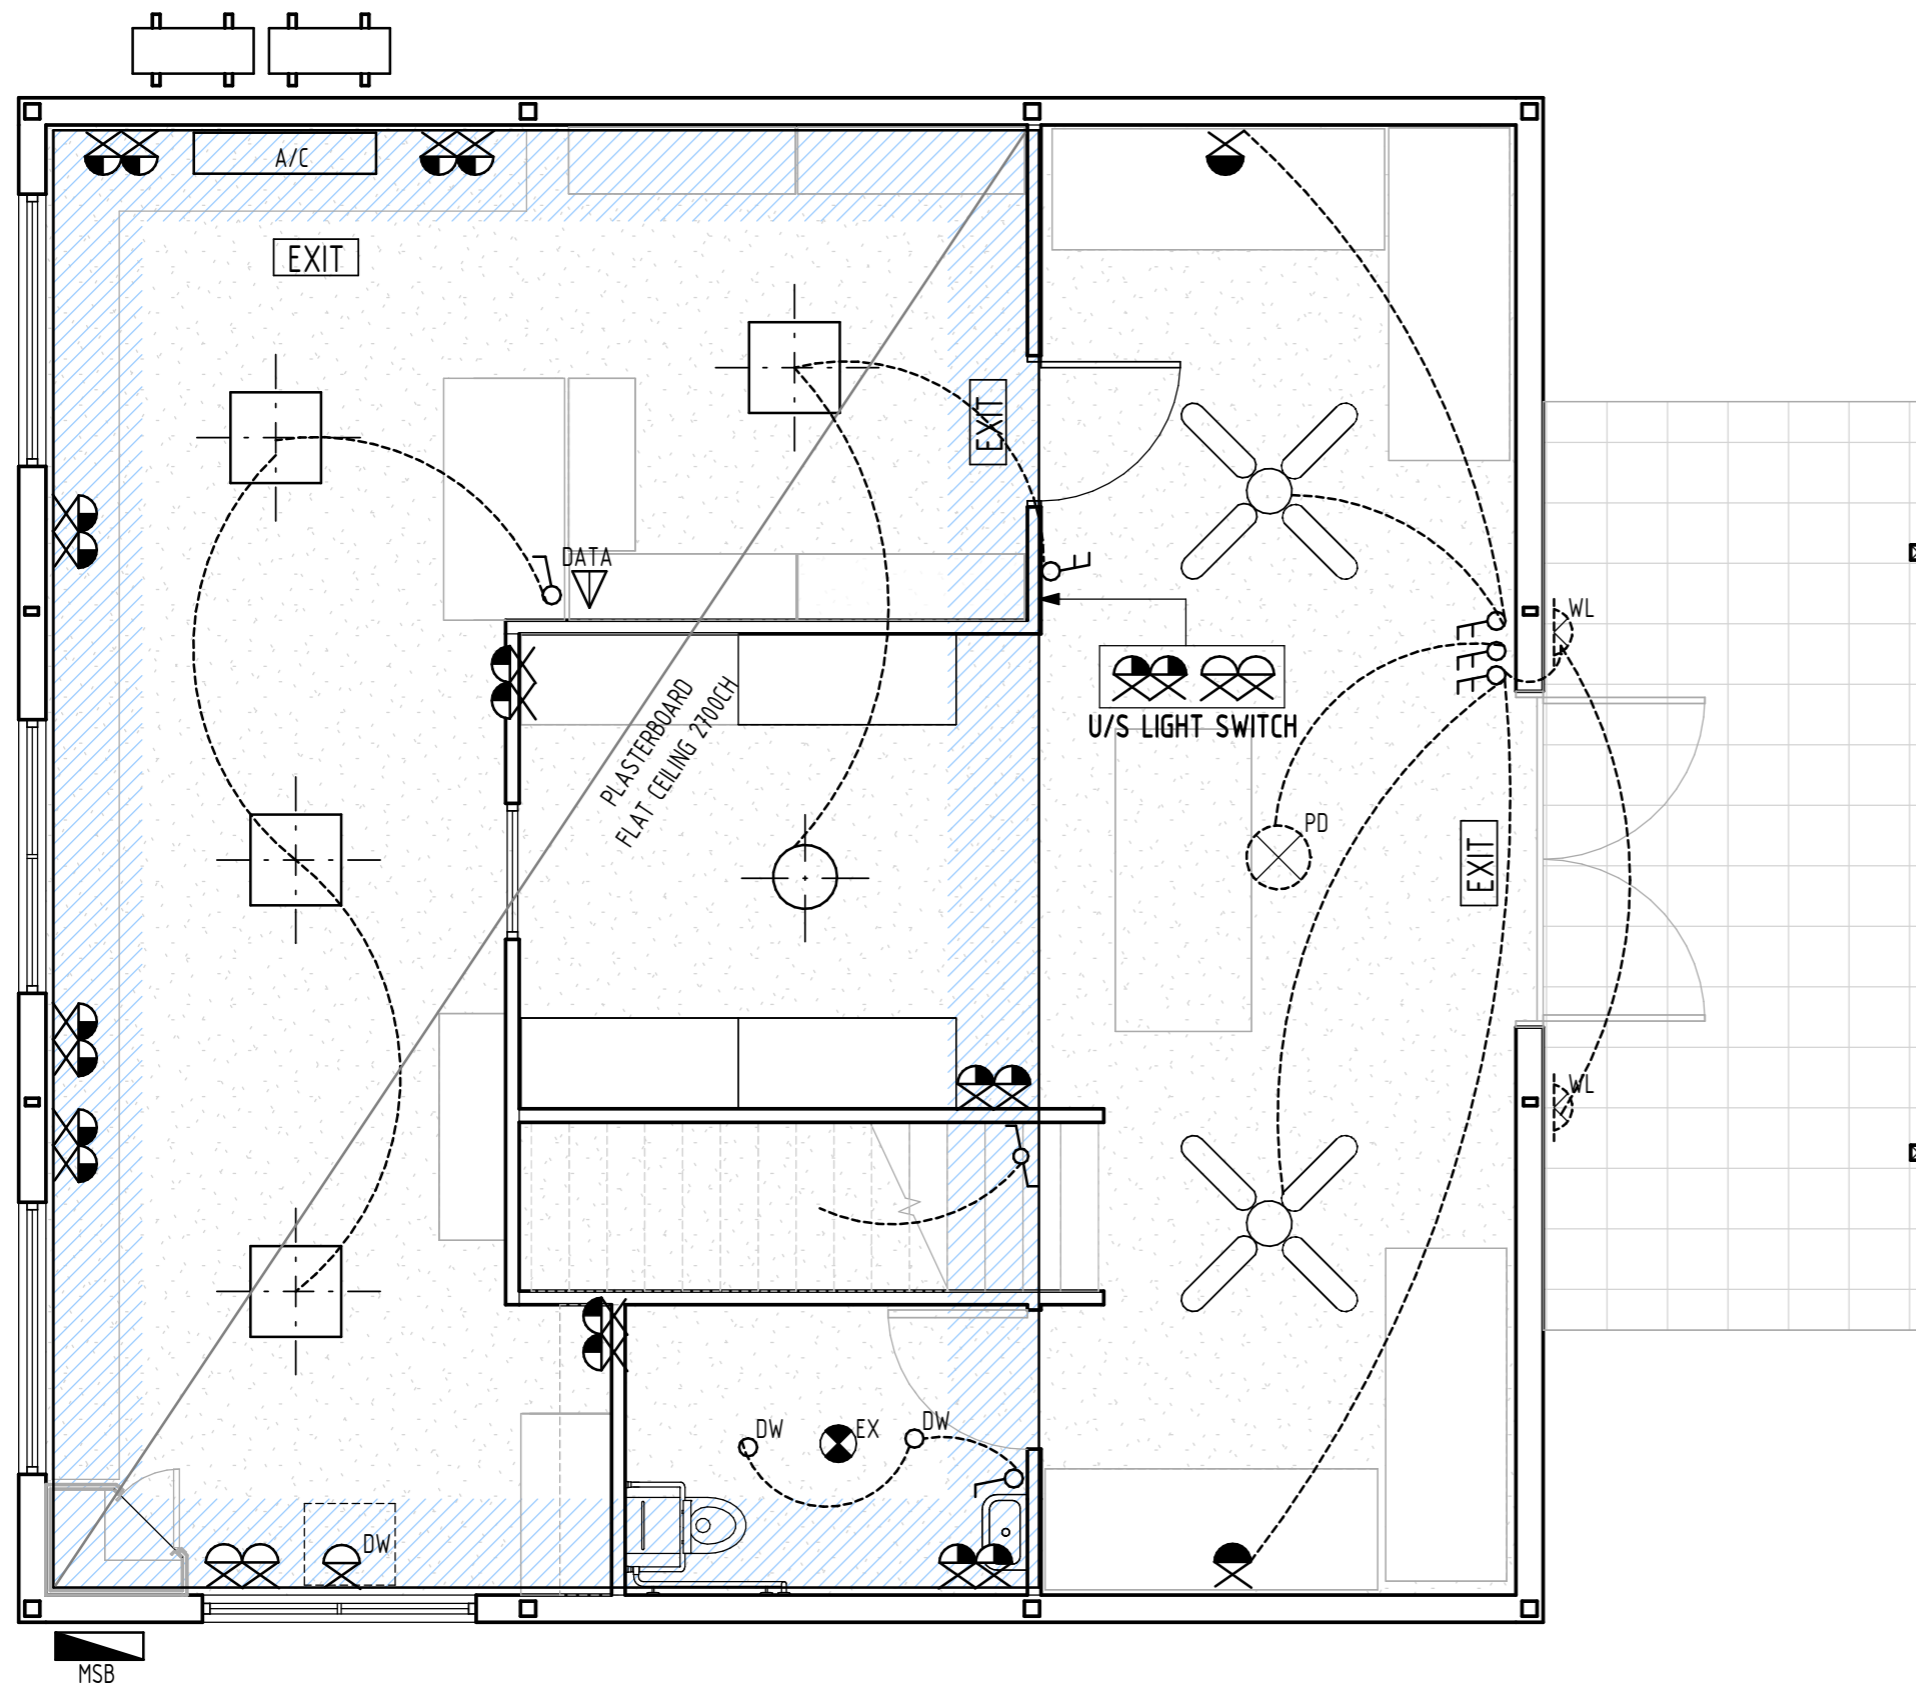 A/C
EXIT
EXIT
DATA
WL
U/S LIGHT SWITCH
PLASTERBOARD
FLAT CEILING 2700CH
PD
EXIT
WL
DW
EX
DW
DW
MSB